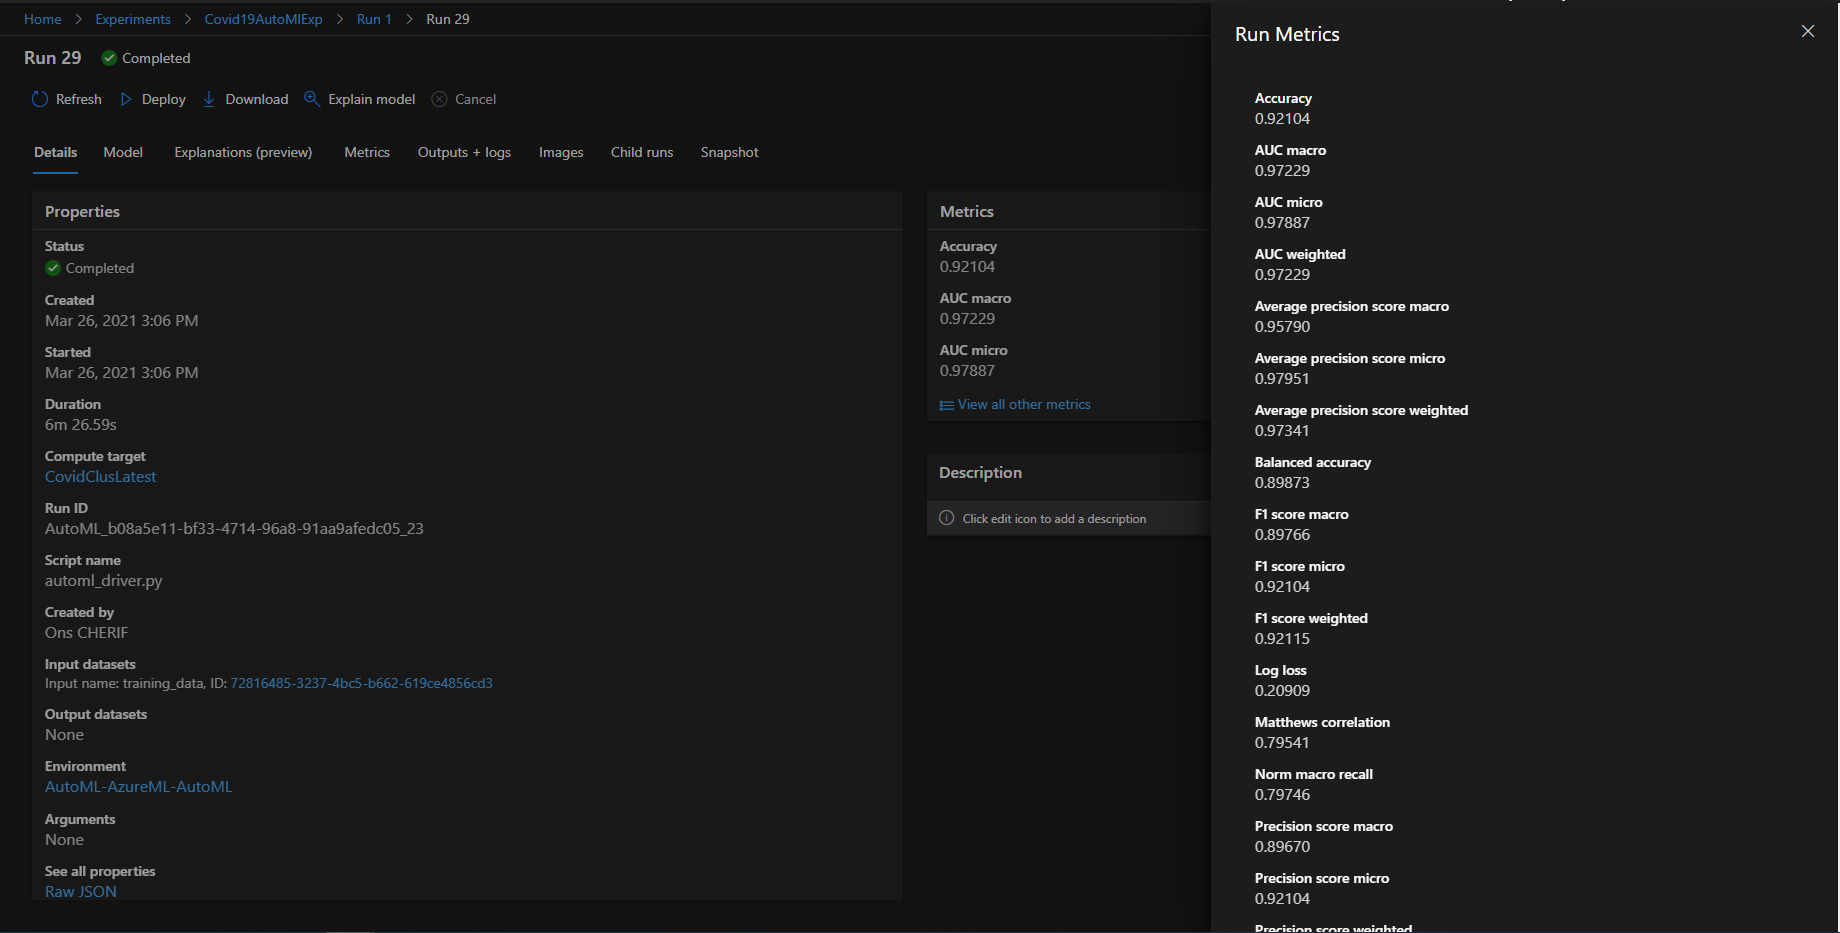 Home > Experiments > Covid19AutoMlExp > Run 1 > Run 29
Run 29 Completed
Refresh Deploy Download Explain model Cancel
Details Model Explanations (preview) Metrics Outputs + logs Images Child runs Snapshot
Properties
Status
Completed
Created
Mar 26, 2021 3:06 PM
Started
Mar 26, 2021 3:06 PM
Duration
6m 26.59s
Compute target
CovidClusLatest
Run ID
AutoML_b08a5e11-bf33-4714-96a8-91aa9afedc05_23
Script name
automl_driver.py
Created by
Ons CHERIF
Input datasets
Input name: training_data, ID: 72816485-3237-4bc5-b662-619ce4856cd3
Output datasets
None
Environment
AutoML-AzureML-AutoML
Arguments
None
See all properties
Raw JSON
Metrics
Accuracy
0.92104
AUC macro
0.97229
AUC micro
0.97887
View all other metrics
Description
Click edit icon to add a description
Run Metrics
Accuracy
0.92104
AUC macro
0.97229
AUC micro
0.97887
AUC weighted
0.97229
Average precision score macro
0.95790
Average precision score micro
0.97951
Average precision score weighted
0.97341
Balanced accuracy
0.89873
F1 score macro
0.89766
F1 score micro
0.92104
F1 score weighted
0.92115
Log loss
0.20909
Matthews correlation
0.79541
Norm macro recall
0.79746
Precision score macro
0.89670
Precision score micro
0.92104
Precision score weighted